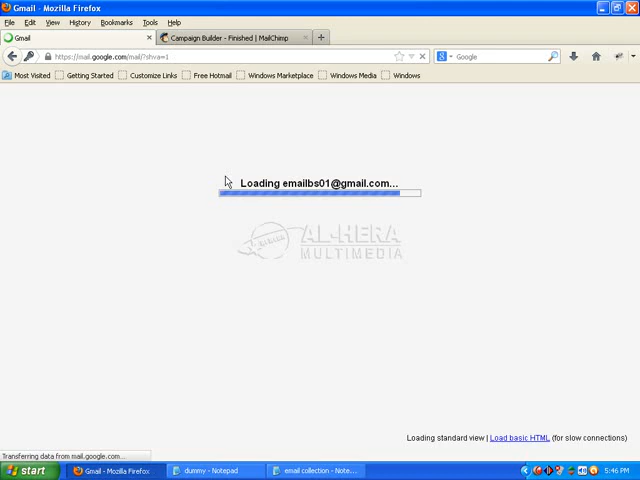 Gmail - Mozilla Firefox
File Edit View History Bookmarks Tools Help
Gmail
Campaign Builder - Finished | MailChimp
https://mail.google.com/mail/?shva=1
Google
Most Visited Getting Started Customize Links Free Hotmail Windows Marketplace Windows Media Windows
Loading emailbs01@gmail.com...
AL-HERA
MULTIMEDIA
Loading standard view | Load basic HTML (for slow connections)
Transferring data from mail.google.com...
start
Gmail - Mozilla Firefox
dummy - Notepad
email collection - Note...
5:46 PM